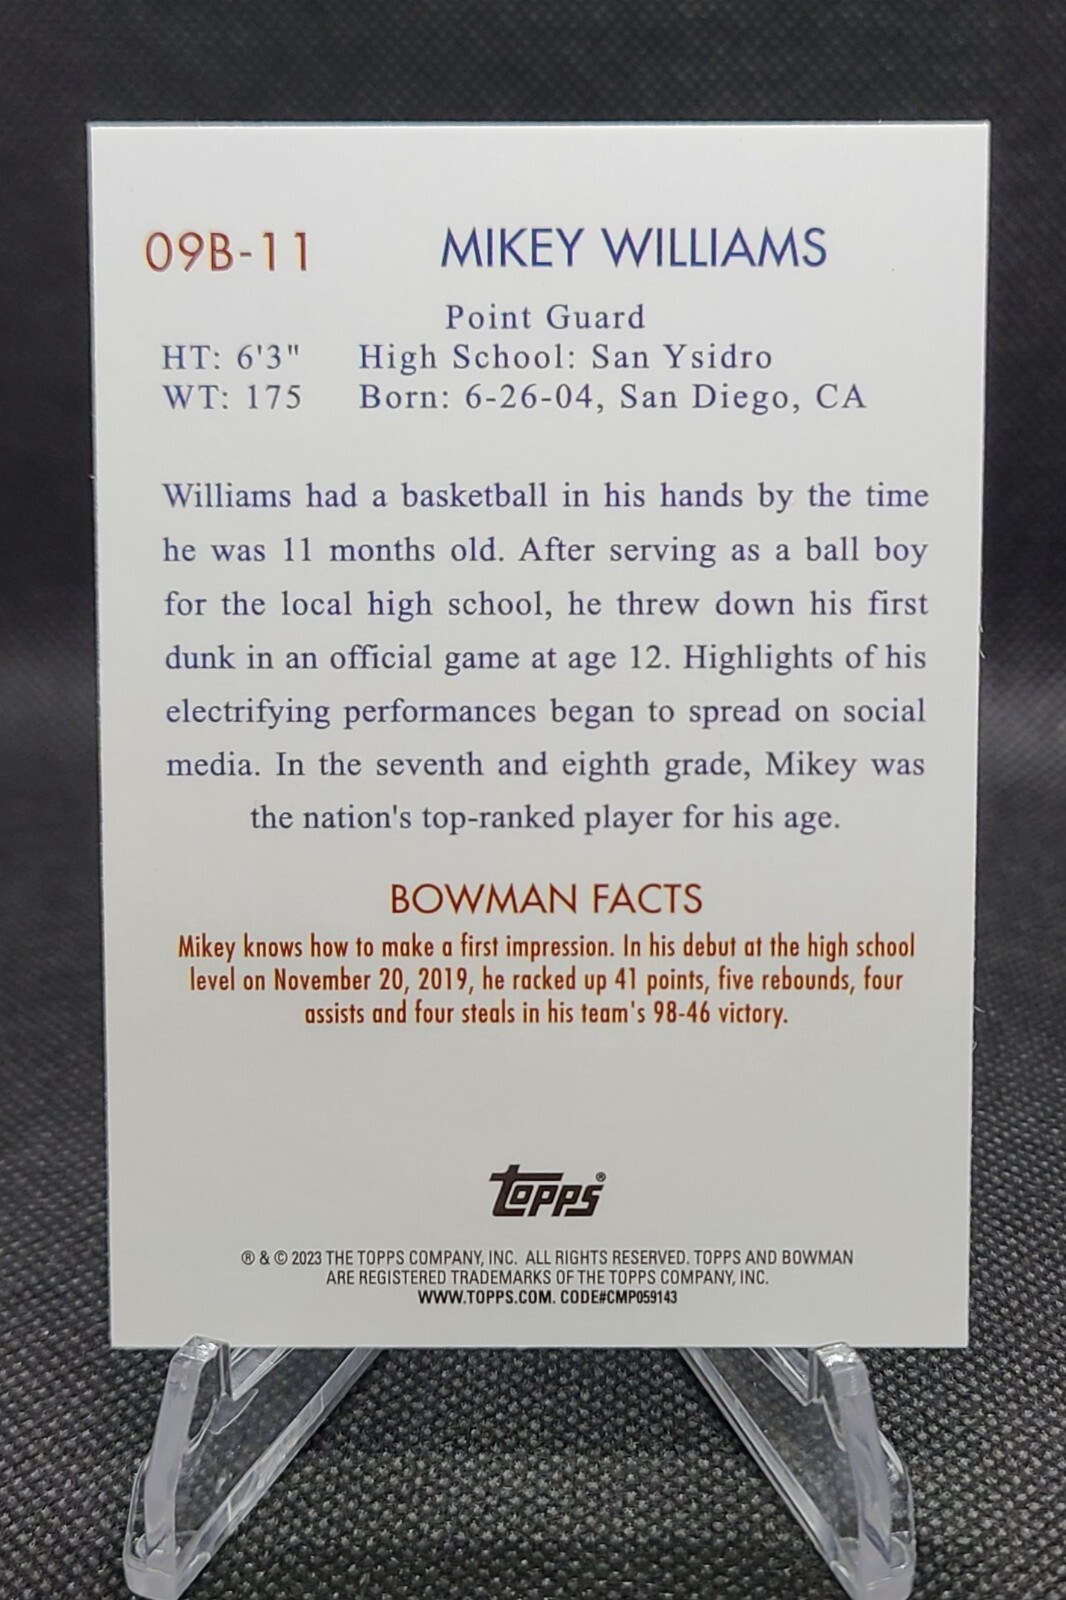 09B-11 MIKEY WILLIAMS
Point Guard
HT: 6'3" High School: San Ysidro
WT: 175 Born: 6-26-04, San Diego, CA
Williams had a basketball in his hands by the time
he was 11 months old. After serving as a ball boy
for the local high school, he threw down his first
dunk in an official game at age 12. Highlights of his
electrifying performances began to spread on social
media. In the seventh and eighth grade, Mikey was
the nation's top-ranked player for his age.
BOWMAN FACTS
Mikey knows how to make a first impression. In his debut at the high school
level on November 20, 2019, he racked up 41 points, five rebounds, four
assists and four steals in his team's 98-46 victory.
topps®
® & © 2023 THE TOPPS COMPANY, INC. ALL RIGHTS RESERVED. TOPPS AND BOWMAN
ARE REGISTERED TRADEMARKS OF THE TOPPS COMPANY, INC.
WWW.TOPPS.COM. CODE#CMP059143